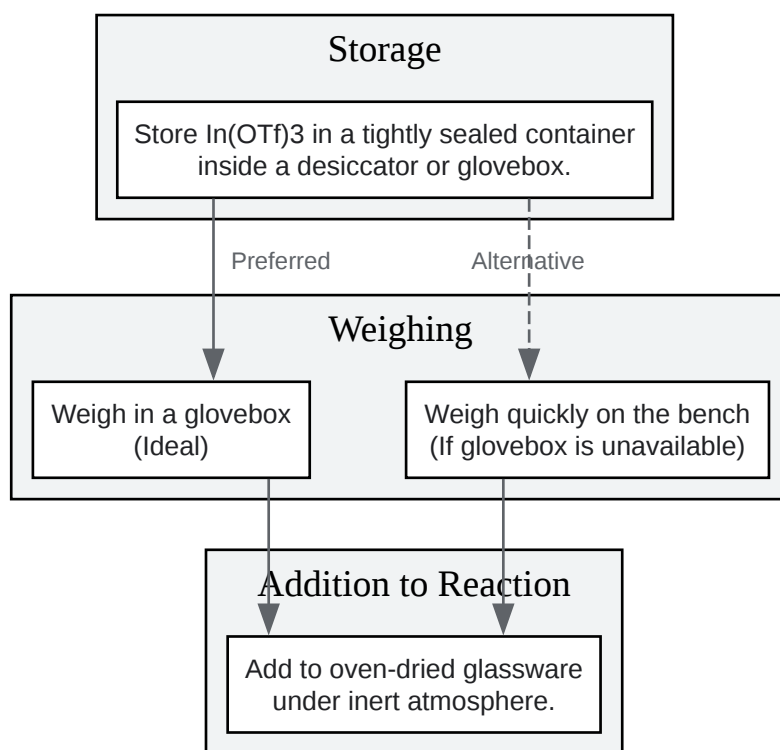 Storage
Store In(OTf)3 in a tightly sealed container
inside a desiccator or glovebox.
Preferred
Alternative
Weighing
Weigh in a glovebox
(Ideal)
Weigh quickly on the bench
(If glovebox is unavailable)
Addition to Reaction
Add to oven-dried glassware
under inert atmosphere.